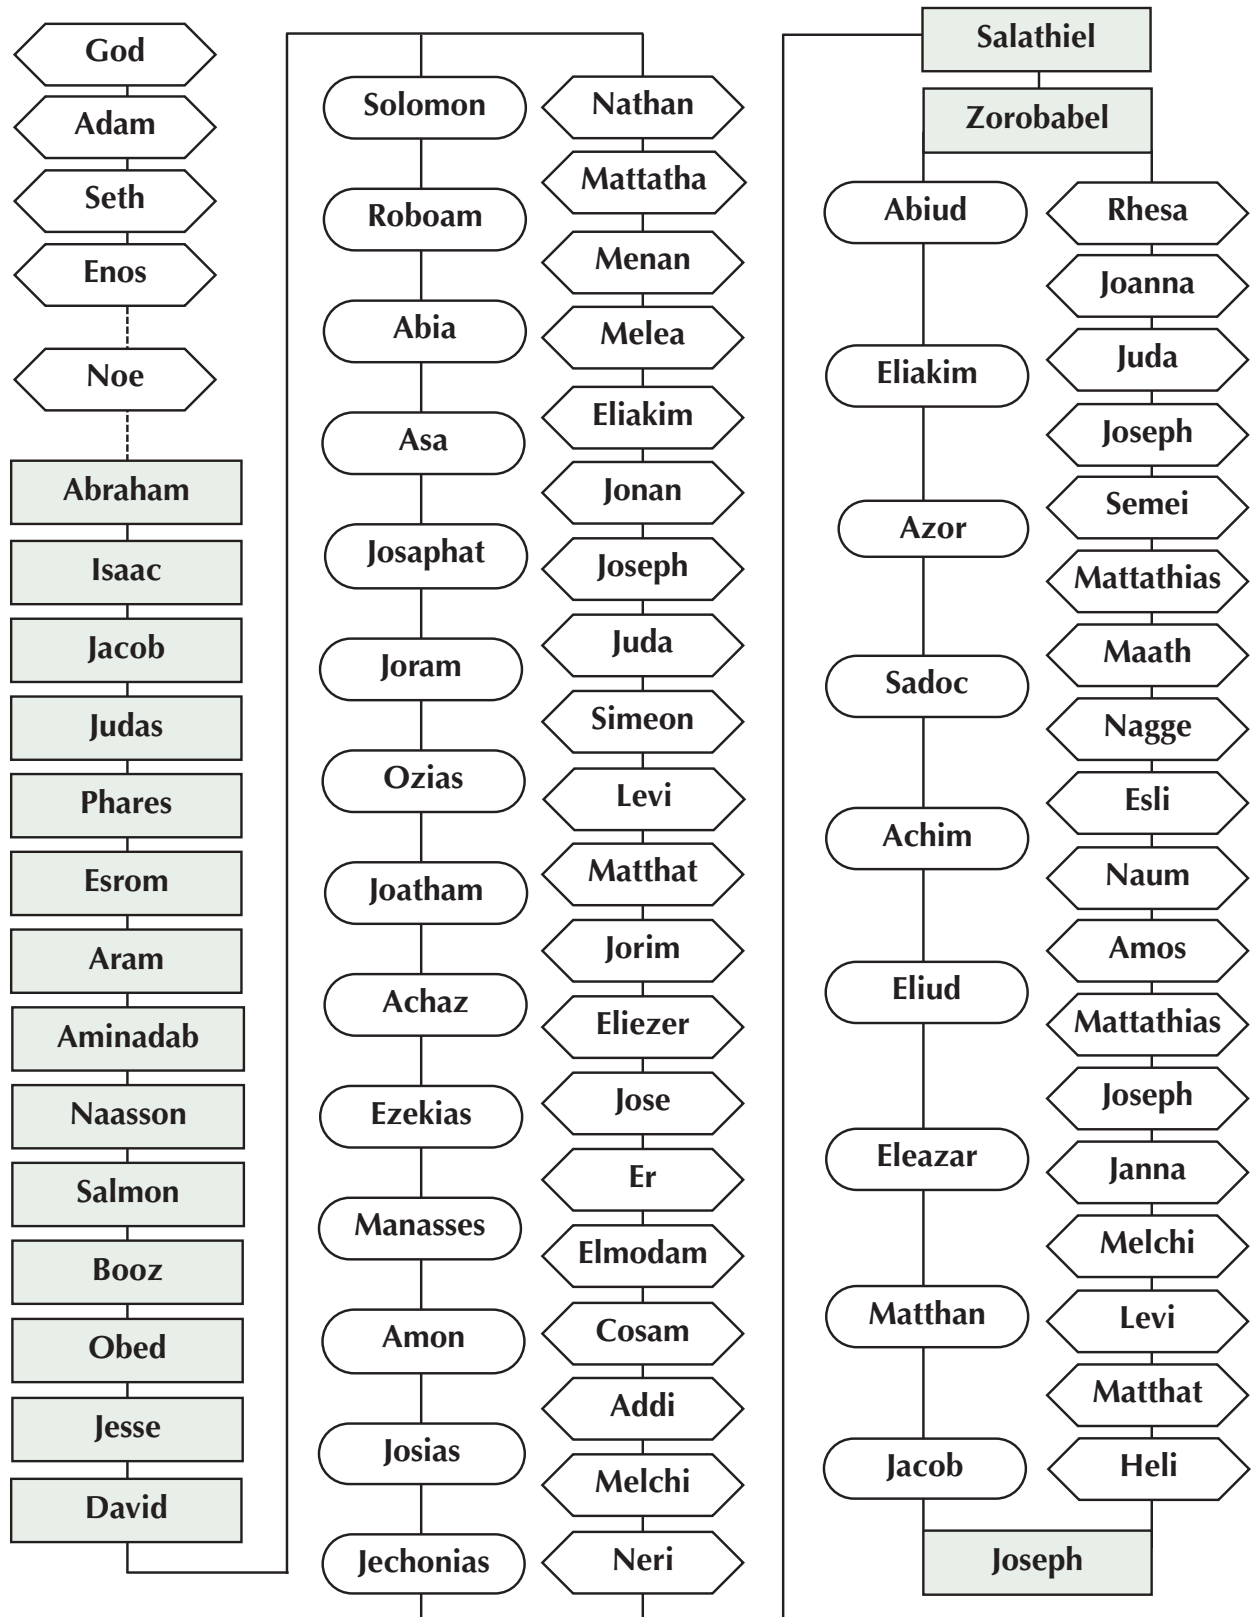 God
Adam
Seth
Enos
Noe
Abraham
Isaac
Jacob
Judas
Phares
Esrom
Aram
Aminadab
Naasson
Salmon
Booz
Obed
Jesse
David
Solomon
Roboam
Abia
Asa
Josaphat
Joram
Ozias
Joatham
Achaz
Ezekias
Manasses
Amon
Josias
Jechonias
Nathan
Mattatha
Menan
Melea
Eliakim
Jonan
Joseph
Juda
Simeon
Levi
Matthat
Jorim
Eliezer
Jose
Er
Elmodam
Cosam
Addi
Melchi
Neri
Salathiel
Zorobabel
Abiud
Eliakim
Azor
Sadoc
Achim
Eliud
Eleazar
Matthan
Jacob
Rhesa
Joanna
Juda
Joseph
Semei
Mattathias
Maath
Nagge
Esli
Naum
Amos
Mattathias
Joseph
Janna
Melchi
Levi
Matthat
Heli
Joseph